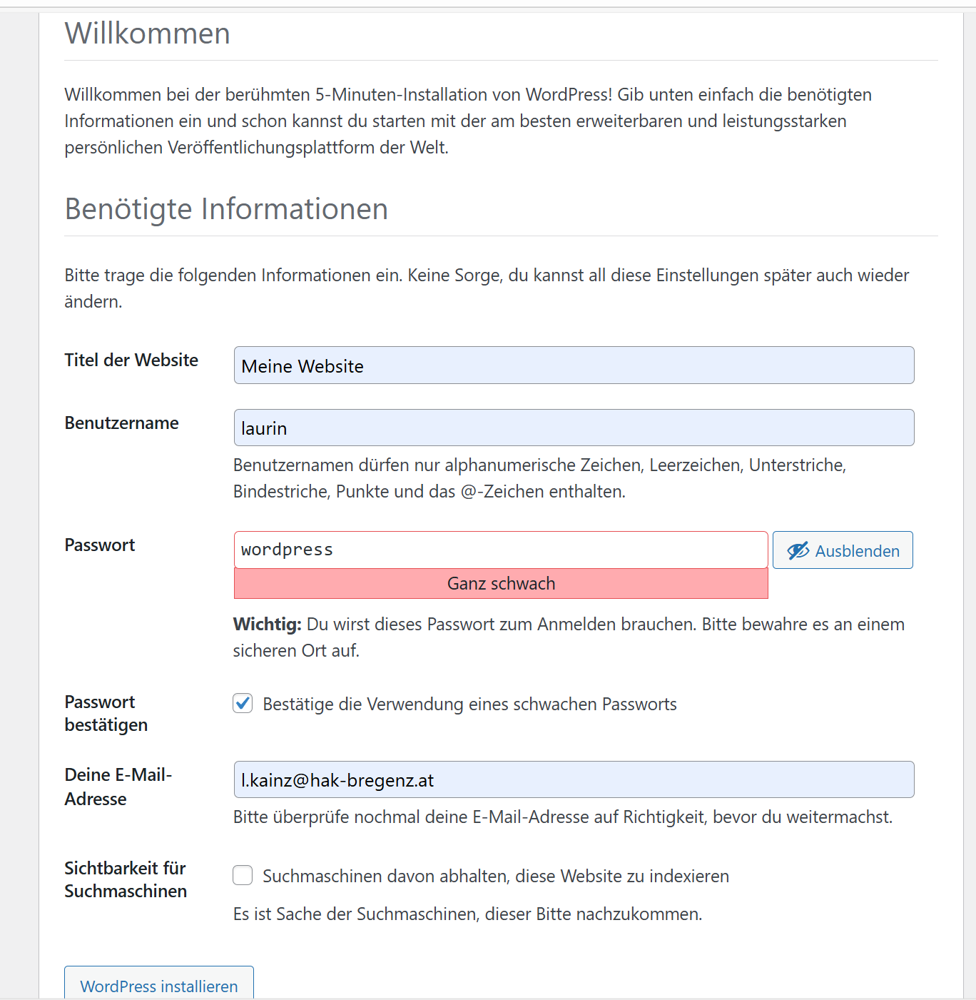 Willkommen
Willkommen bei der berühmten 5-Minuten-Installation von WordPress! Gib unten einfach die benötigten
Informationen ein und schon kannst du starten mit der am besten erweiterbaren und leistungsstarken
persönlichen Veröffentlichungsplattform der Welt.
Benötigte Informationen
Bitte trage die folgenden Informationen ein. Keine Sorge, du kannst all diese Einstellungen später auch wieder
ändern.
Titel der Website
Meine Website
Benutzername
laurin
Benutzernamen dürfen nur alphanumerische Zeichen, Leerzeichen, Unterstriche,
Bindestriche, Punkte und das @-Zeichen enthalten.
Passwort
wordpress
Ausblenden
Ganz schwach
Wichtig: Du wirst dieses Passwort zum Anmelden brauchen. Bitte bewahre es an einem
sicheren Ort auf.
Passwort
bestätigen
Bestätige die Verwendung eines schwachen Passworts
Deine E-Mail-
Adresse
l.kainz@hak-bregenz.at
Bitte überprüfe nochmal deine E-Mail-Adresse auf Richtigkeit, bevor du weitermachst.
Sichtbarkeit für
Suchmaschinen
Suchmaschinen davon abhalten, diese Website zu indexieren
Es ist Sache der Suchmaschinen, dieser Bitte nachzukommen.
WordPress installieren